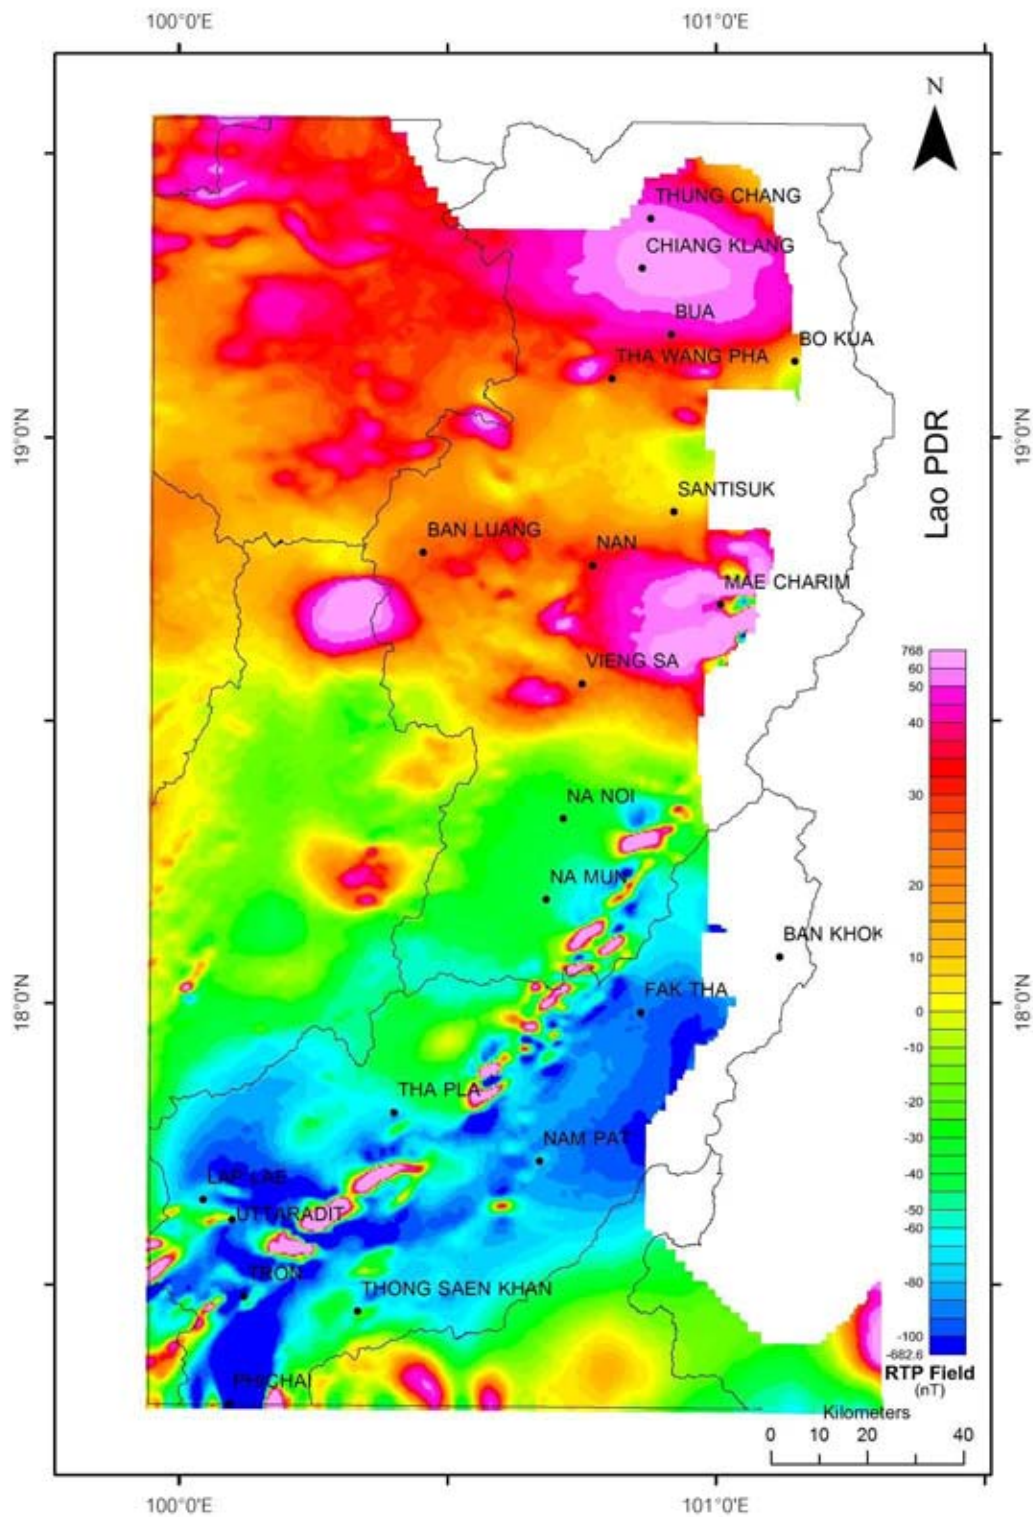 100°0'E 101°0'E
N
THUNG CHANG
CHIANG KLANG
BUA
BO KUA
THA WANG PHA
19°0'N
19°0'N
Lao PDR
SANTISUK
BAN LUANG
NAN
MAE CHARIM
VIENG SA
768
60
50
40
30
20
10
0
-10
-20
-30
-40
-50
-60
-80
-100
-682.6
RTP Field
(nT)
NA NOI
NA MUN
BAN KHOK
FAK THA
18°0'N
18°0'N
THA PLA
NAM PAT
LAP LAE
UTTARADIT
TRON
THONG SAEN KHAN
PHICHAI
Kilometers
0 10 20 40
100°0'E 101°0'E